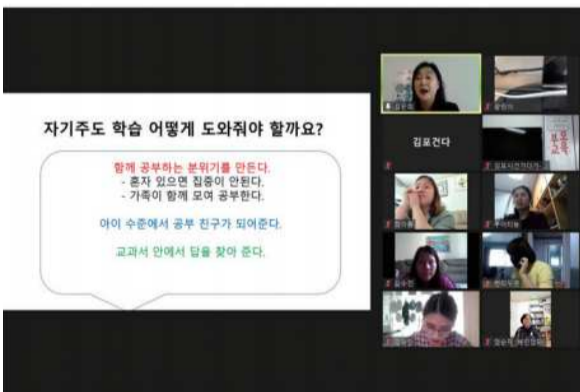 자기주도 학습 어떻게 도와줘야 할까요?
함께 공부하는 분위기를 만든다.
- 혼자 있으면 집중이 안된다.
- 가족이 함께 모여 공부한다.
아이 수준에서 공부 친구가 되어준다.
교과서 안에서 답을 찾아 준다.
김포건다
부모
교육